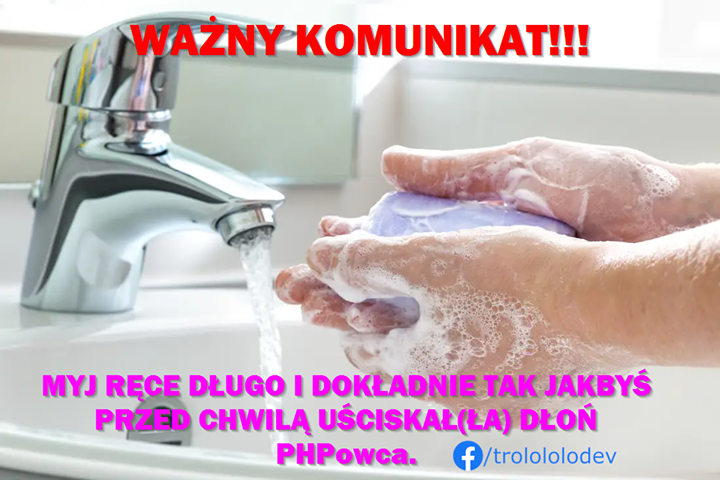 WAŻNY KOMUNIKAT!!!
MYJ RĘCE DŁUGO I DOKŁADNIE TAK JAKBYŚ
PRZED CHWILĄ UŚCISKAŁ(ŁA) DŁOŃ
PHPowca.
/trolololodev